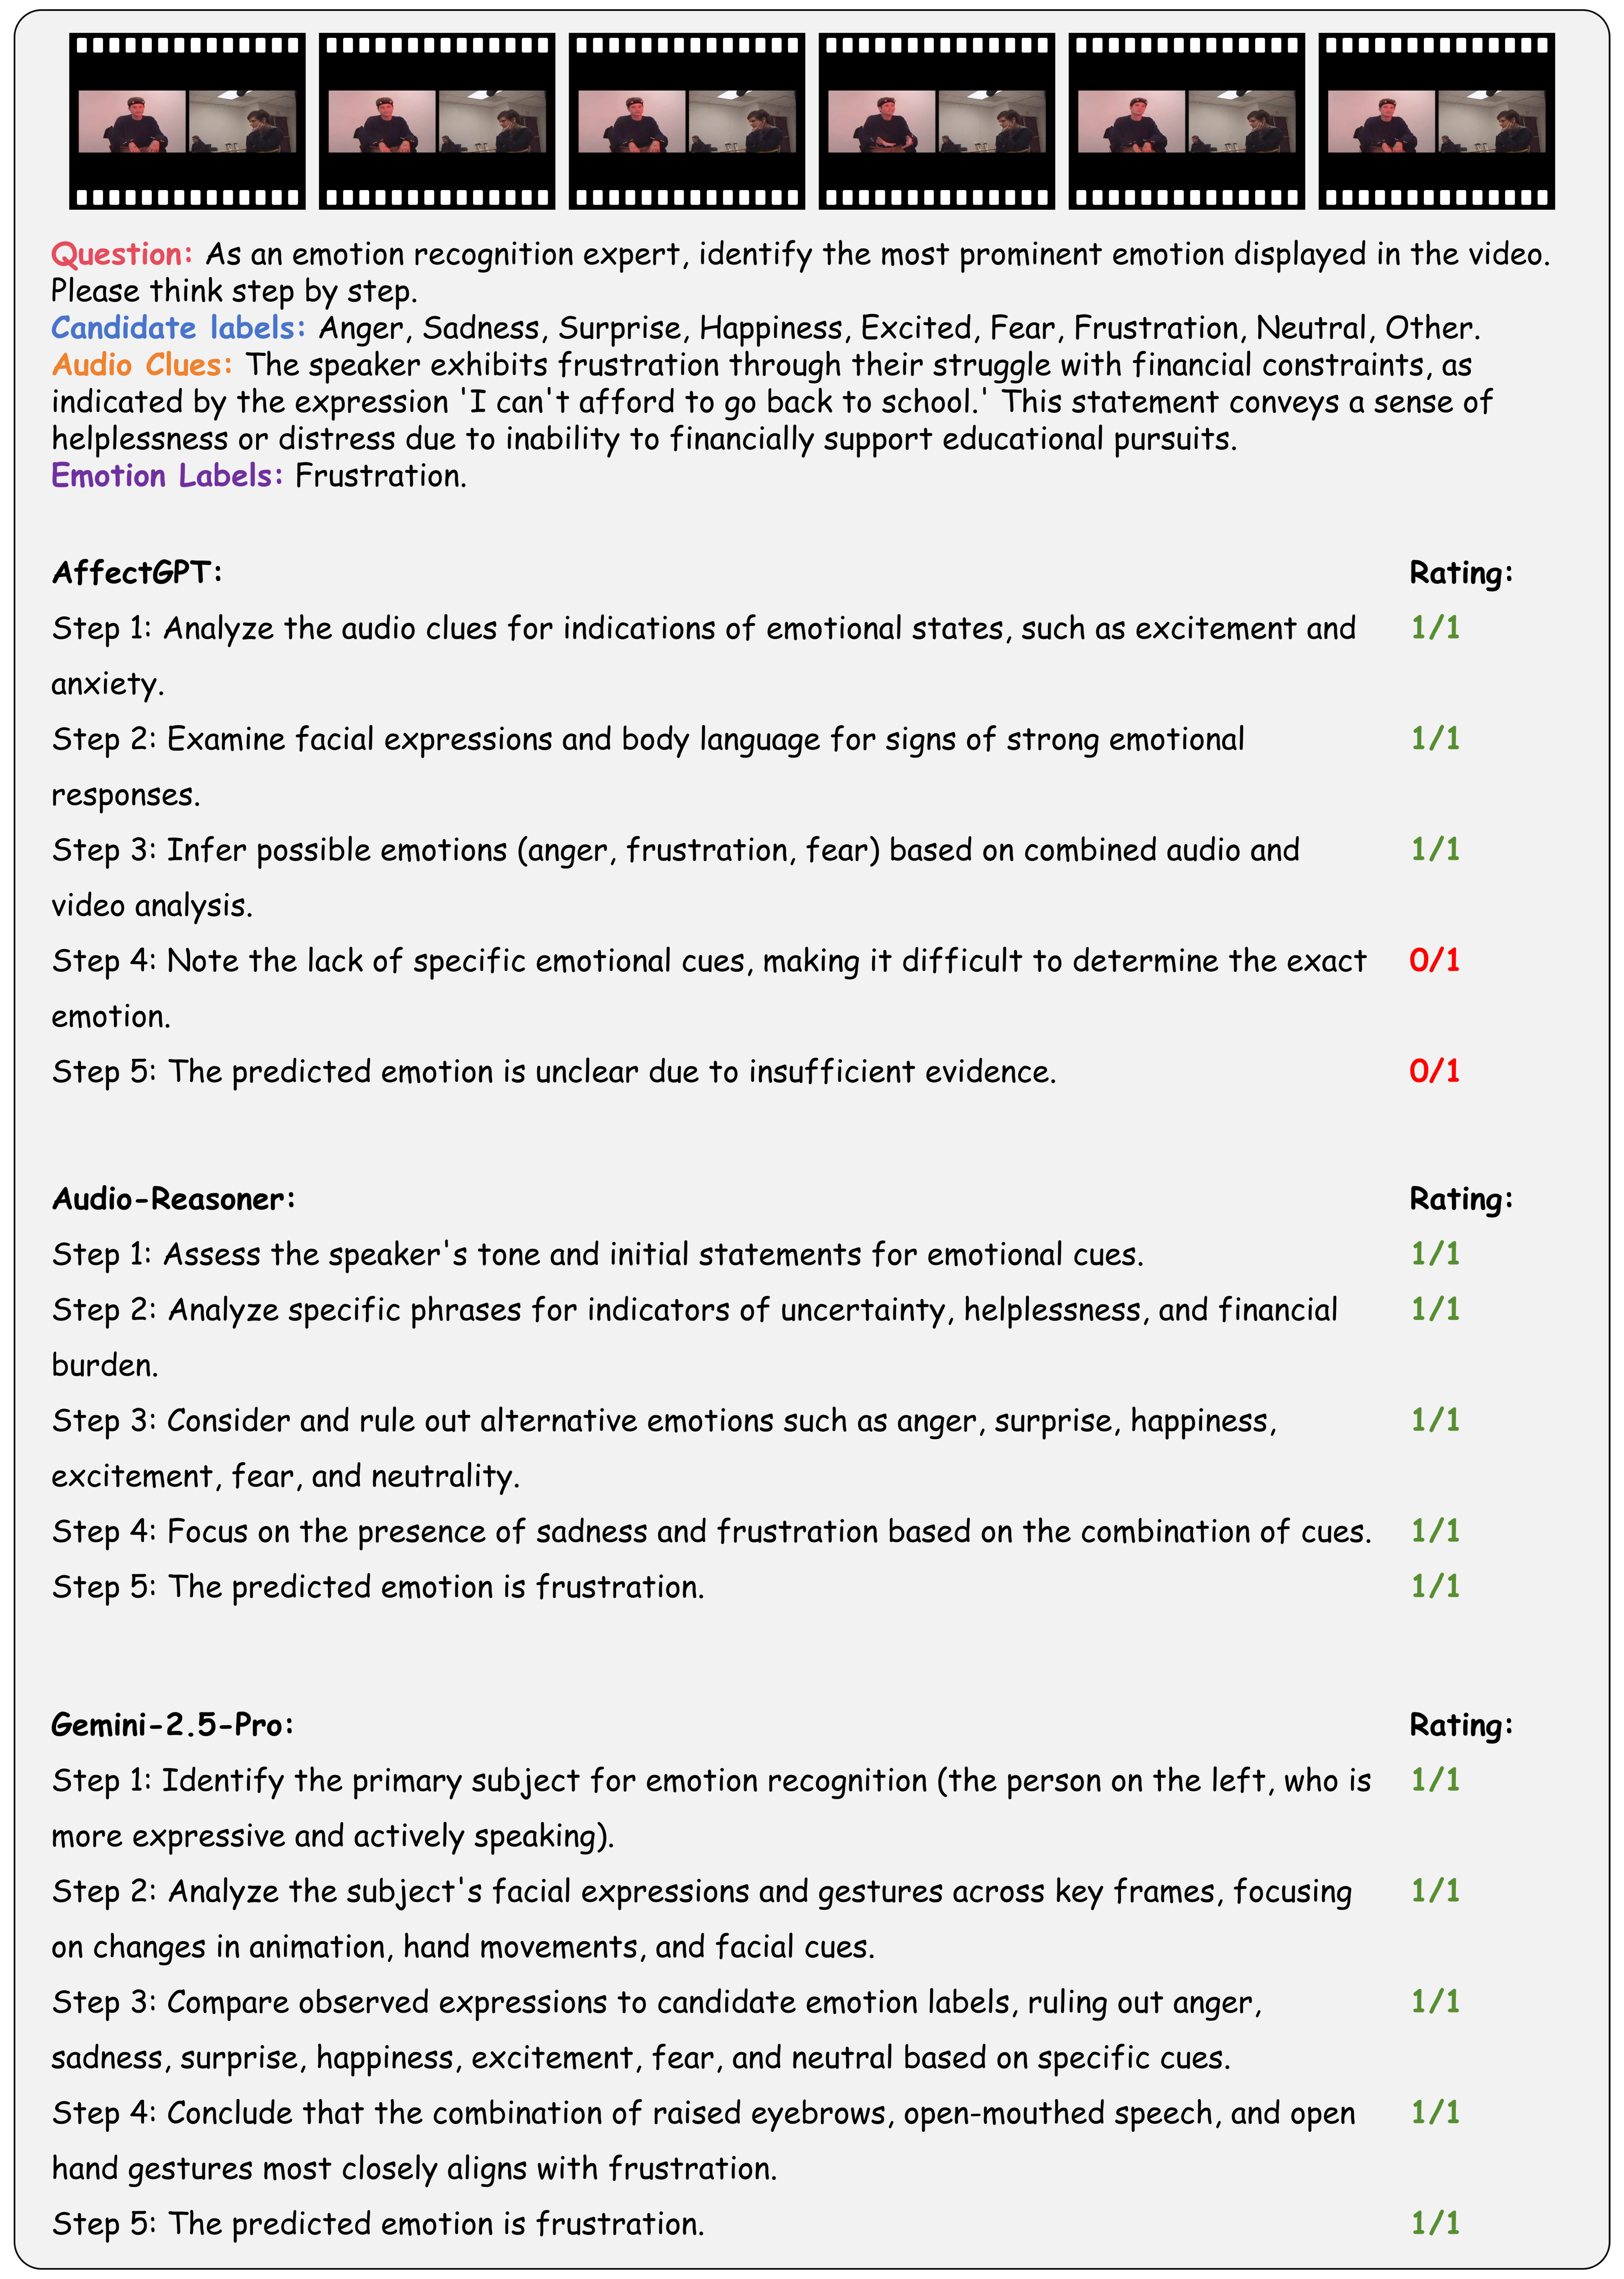 Question: As an emotion recognition expert, identify the most prominent emotion displayed in the video.
Please think step by step.
Candidate labels: Anger, Sadness, Surprise, Happiness, Excited, Fear, Frustration, Neutral, Other.
Audio Clues: The speaker exhibits frustration through their struggle with financial constraints, as
indicated by the expression 'I can't afford to go back to school.' This statement conveys a sense of
helplessness or distress due to inability to financially support educational pursuits.
Emotion Labels: Frustration.
AffectGPT: Rating:
Step 1: Analyze the audio clues for indications of emotional states, such as excitement and 1/1
anxiety.
Step 2: Examine facial expressions and body language for signs of strong emotional 1/1
responses.
Step 3: Infer possible emotions (anger, frustration, fear) based on combined audio and 1/1
video analysis.
Step 4: Note the lack of specific emotional cues, making it difficult to determine the exact 0/1
emotion.
Step 5: The predicted emotion is unclear due to insufficient evidence. 0/1
Audio-Reasoner: Rating:
Step 1: Assess the speaker's tone and initial statements for emotional cues. 1/1
Step 2: Analyze specific phrases for indicators of uncertainty, helplessness, and financial 1/1
burden.
Step 3: Consider and rule out alternative emotions such as anger, surprise, happiness, 1/1
excitement, fear, and neutrality.
Step 4: Focus on the presence of sadness and frustration based on the combination of cues. 1/1
Step 5: The predicted emotion is frustration. 1/1
Gemini-2.5-Pro: Rating:
Step 1: Identify the primary subject for emotion recognition (the person on the left, who is 1/1
more expressive and actively speaking).
Step 2: Analyze the subject's facial expressions and gestures across key frames, focusing 1/1
on changes in animation, hand movements, and facial cues.
Step 3: Compare observed expressions to candidate emotion labels, ruling out anger, 1/1
sadness, surprise, happiness, excitement, fear, and neutral based on specific cues.
Step 4: Conclude that the combination of raised eyebrows, open-mouthed speech, and open 1/1
hand gestures most closely aligns with frustration.
Step 5: The predicted emotion is frustration. 1/1